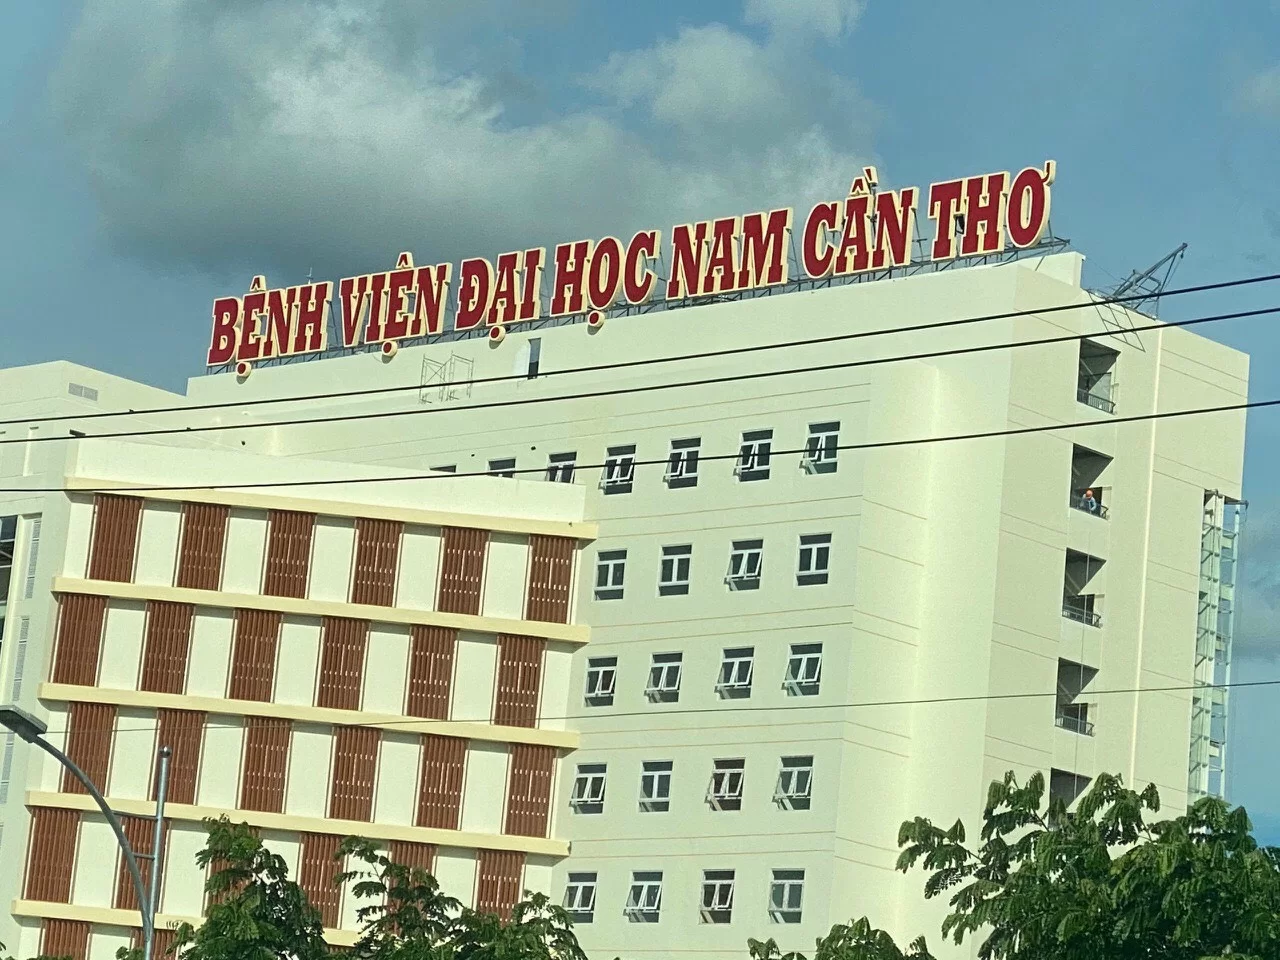 BỆNH VIỆN ĐẠI HỌC NAM CẦN THƠ